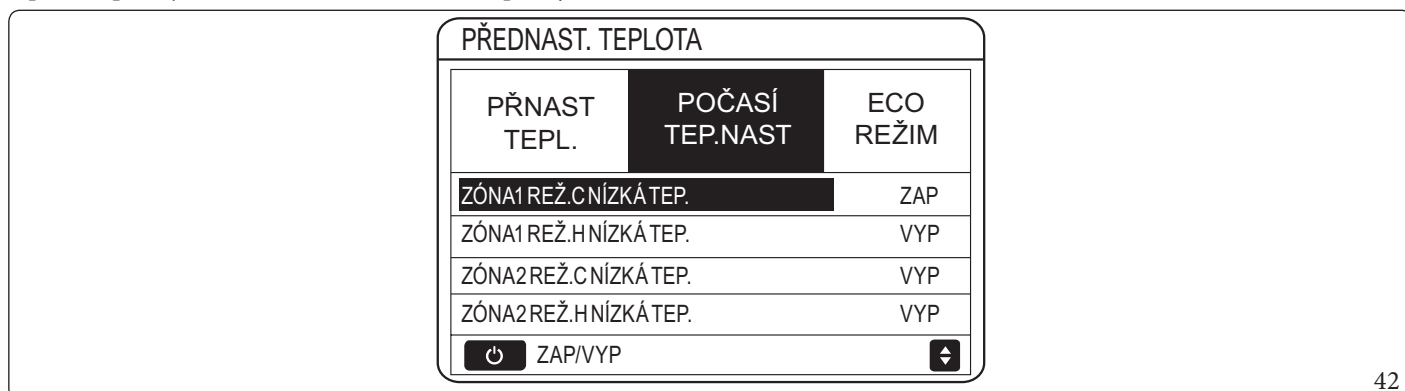 PŘEDNAST. TEPLOTA
PŘNAST TEPL.
POČASÍ TEP.NAST
ECO REŽIM
ZÓNA1 REŽ.C NÍZKÁ TEP. ZAP
ZÓNA1 REŽ.H NÍZKÁ TEP. VYP
ZÓNA2 REŽ.C NÍZKÁ TEP. VYP
ZÓNA2 REŽ.H NÍZKÁ TEP. VYP
ZAP/VYP
42